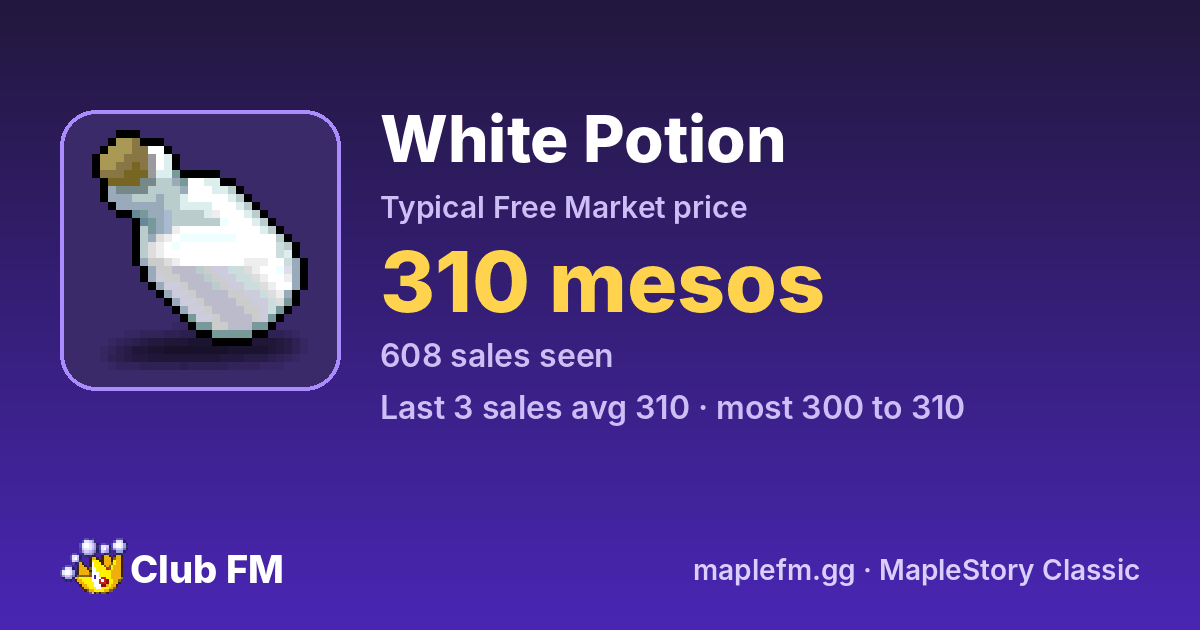 White Potion
Typical Free Market price
310 mesos
608 sales seen
Last 3 sales avg 310 · most 300 to 310
Club FM
maplefm.gg · MapleStory Classic